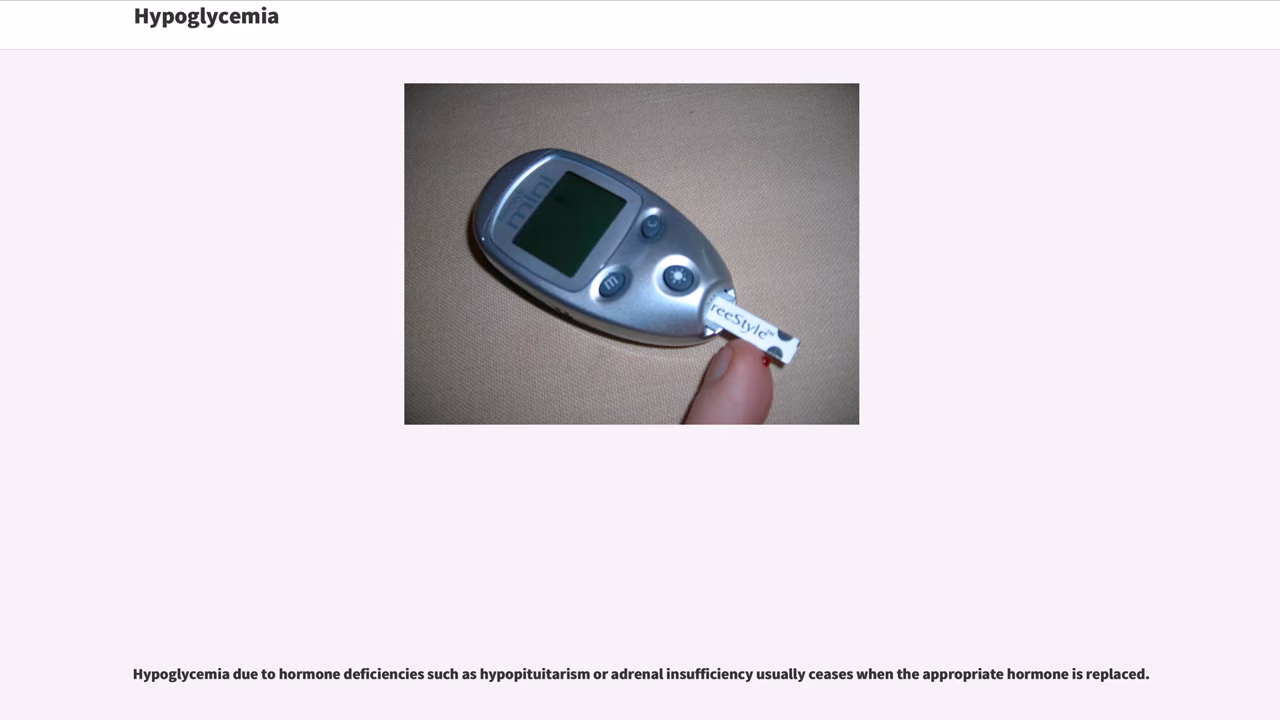 Hypoglycemia
mini
m
reeStyle
Hypoglycemia due to hormone deficiencies such as hypopituitarism or adrenal insufficiency usually ceases when the appropriate hormone is replaced.